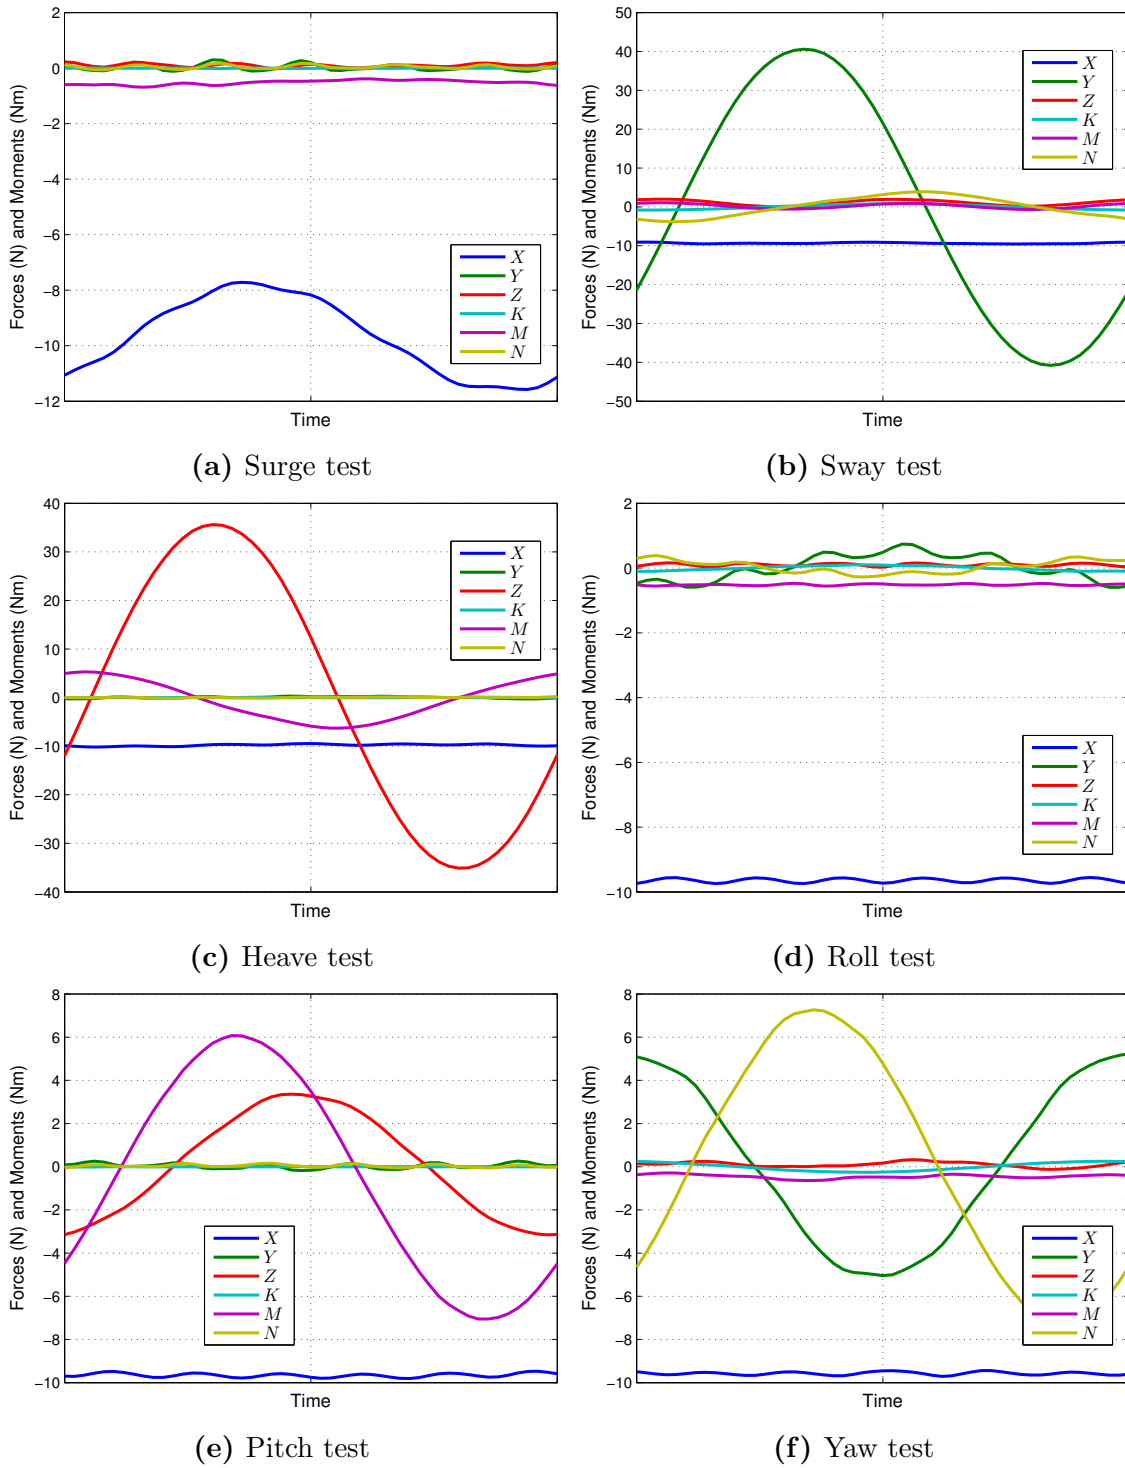 2
0
−2
−4
−6
−8
−10
−12
Forces (N) and Moments (Nm)
X
Y
Z
K
M
N
Time
(a) Surge test
50
40
30
20
10
0
−10
−20
−30
−40
−50
Forces (N) and Moments (Nm)
X
Y
Z
K
M
N
Time
(b) Sway test
40
30
20
10
0
−10
−20
−30
−40
Forces (N) and Moments (Nm)
X
Y
Z
K
M
N
Time
(c) Heave test
2
0
−2
−4
−6
−8
−10
Forces (N) and Moments (Nm)
X
Y
Z
K
M
N
Time
(d) Roll test
8
6
4
2
0
−2
−4
−6
−8
−10
Forces (N) and Moments (Nm)
X
Y
Z
K
M
N
Time
(e) Pitch test
8
6
4
2
0
−2
−4
−6
−8
−10
Forces (N) and Moments (Nm)
X
Y
Z
K
M
N
Time
(f) Yaw test